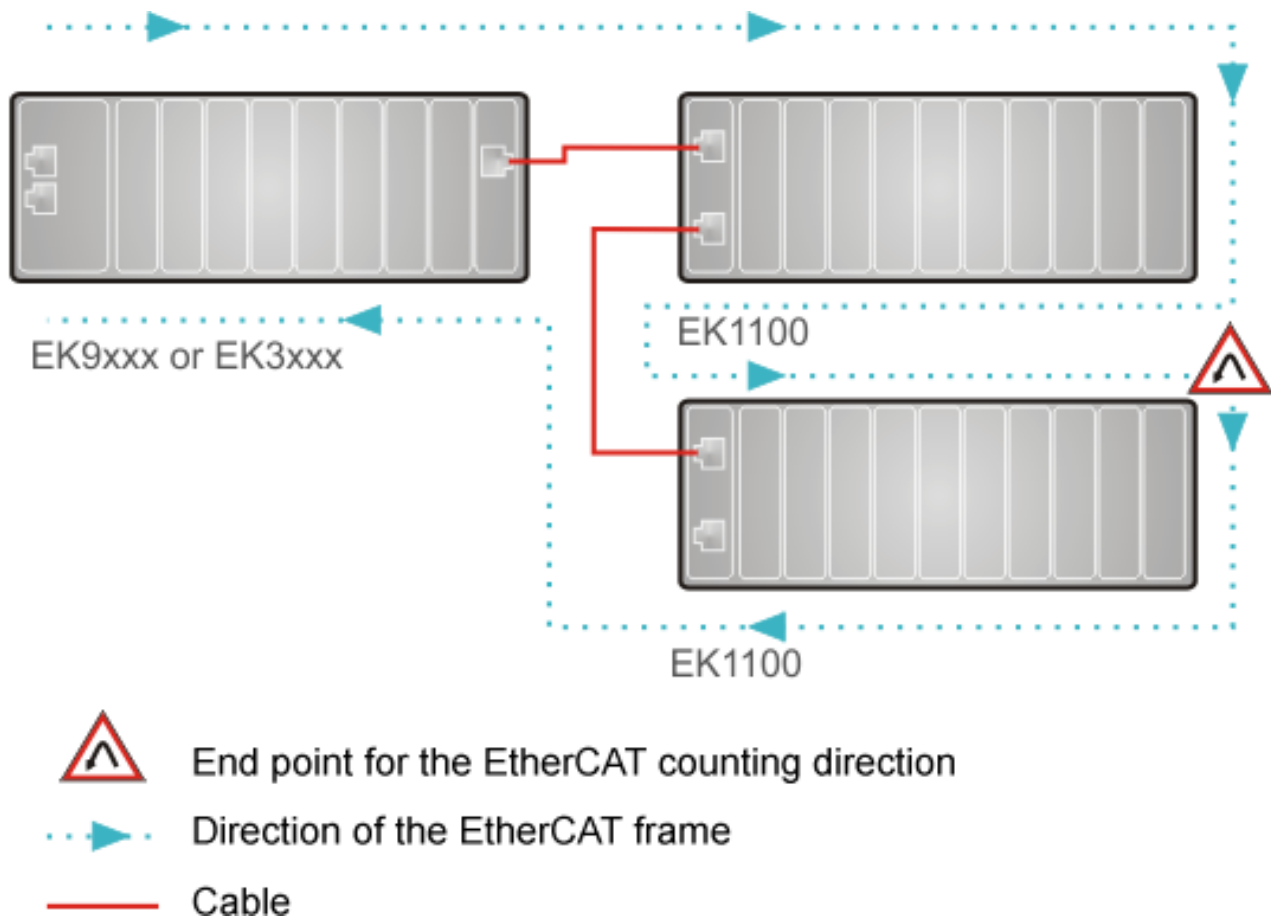 EK9xxx or EK3xxx
EK1100
EK1100
End point for the EtherCAT counting direction
Direction of the EtherCAT frame
Cable